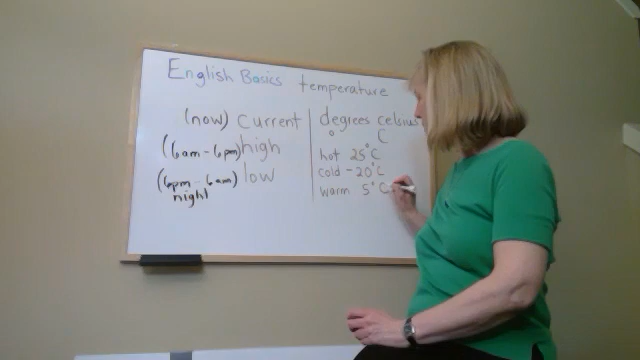 English Basics temperature
(now) current
(6am - 6pm) high
(6pm - 6am) low
night
degrees celsius
° C
hot 25°C
cold -20°C
warm 5°C